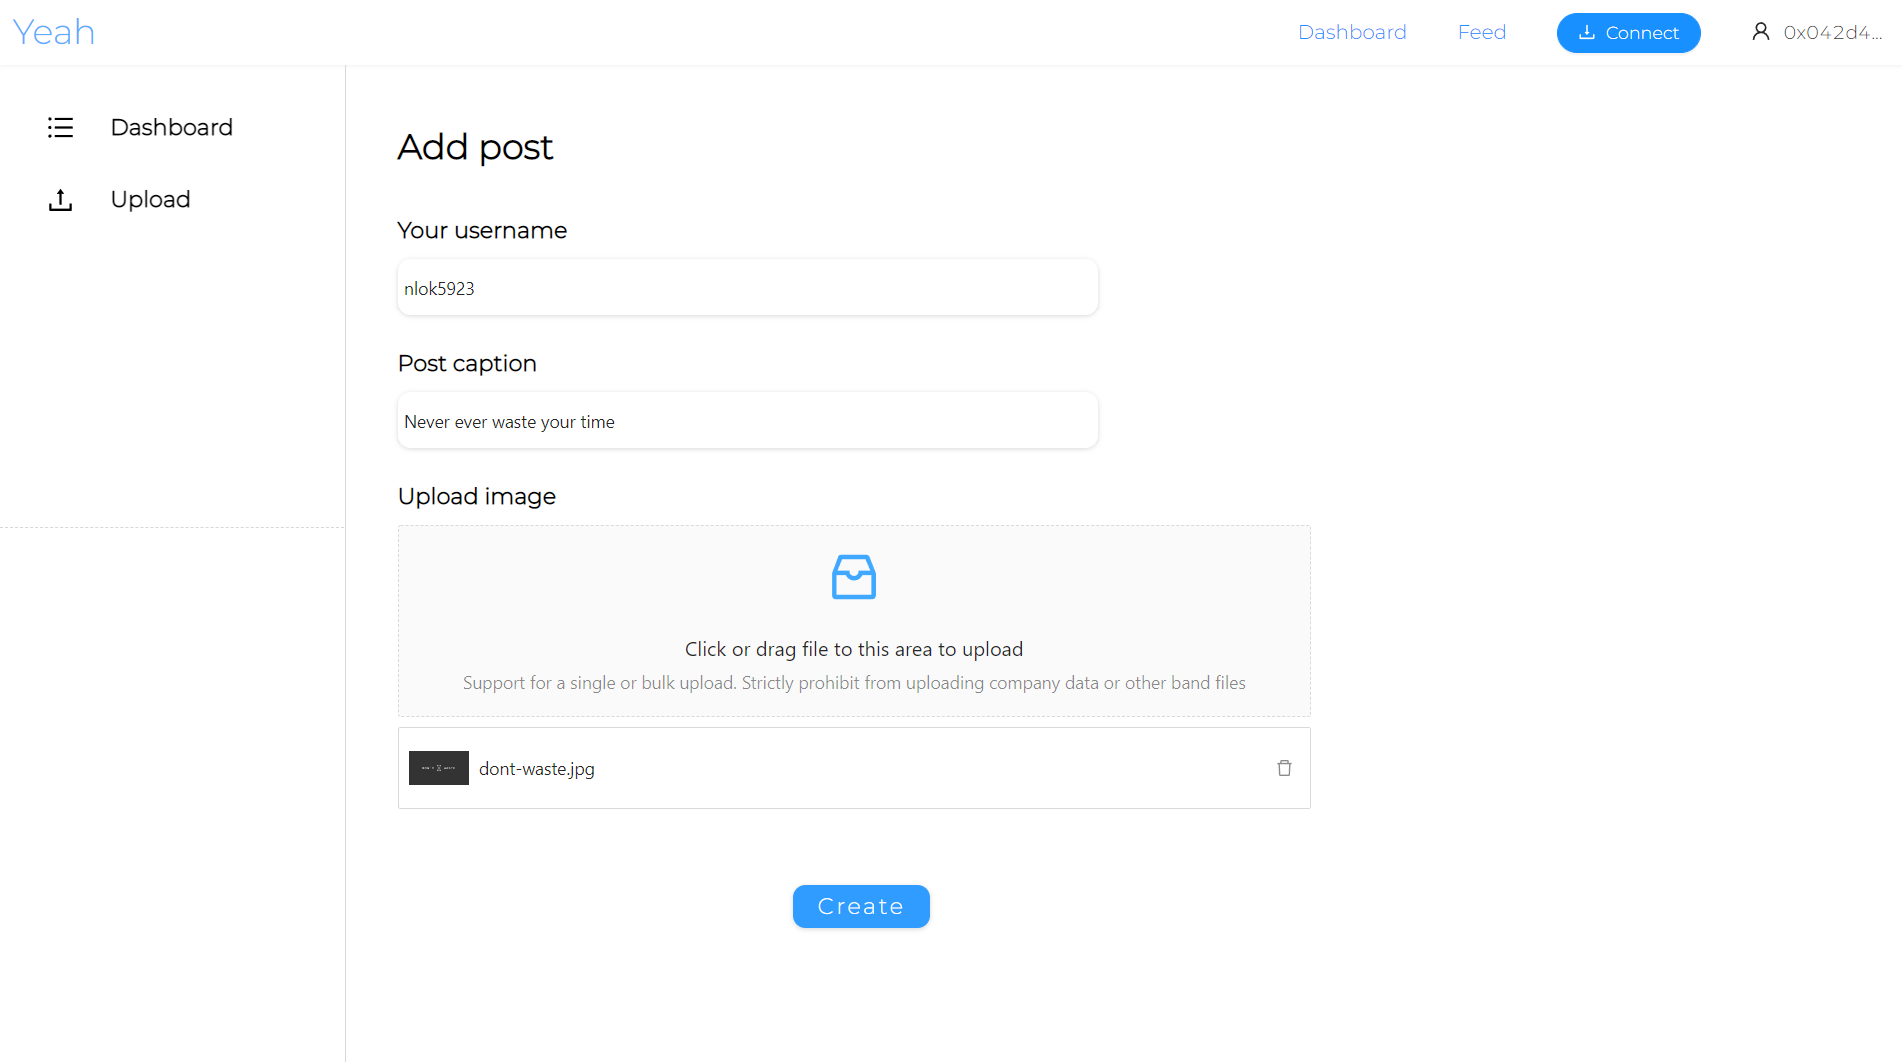 Yeah
Dashboard
Feed
Connect
0x042d4...
Dashboard
Upload
Add post
Your username
nlok5923
Post caption
Never ever waste your time
Upload image
Click or drag file to this area to upload
Support for a single or bulk upload. Strictly prohibit from uploading company data or other band files
dont-waste.jpg
Create